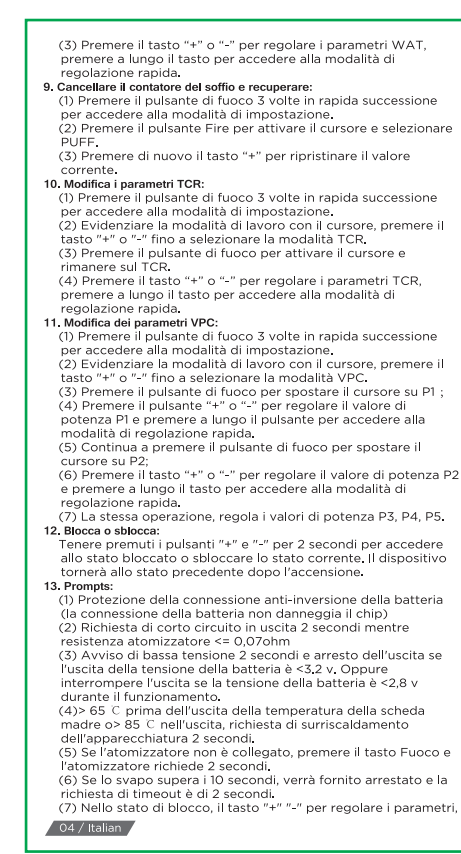 (3) Premere il tasto “+” o “-” per regolare i parametri WAT,
premere a lungo il tasto per accedere alla modalità di
regolazione rapida.
9. Cancellare il contatore del soffio e recuperare:
(1) Premere il pulsante di fuoco 3 volte in rapida successione
per accedere alla modalità di impostazione.
(2) Premere il pulsante Fire per attivare il cursore e selezionare
PUFF.
(3) Premere di nuovo il tasto “+” per ripristinare il valore
corrente.
10. Modifica i parametri TCR:
(1) Premere il pulsante di fuoco 3 volte in rapida successione
per accedere alla modalità di impostazione.
(2) Evidenziare la modalità di lavoro con il cursore, premere il
tasto "+" o "-" fino a selezionare la modalità TCR.
(3) Premere il pulsante di fuoco per attivare il cursore e
rimanere sul TCR.
(4) Premere il tasto “+” o “-” per regolare i parametri TCR,
premere a lungo il tasto per accedere alla modalità di
regolazione rapida.
11. Modifica dei parametri VPC:
(1) Premere il pulsante di fuoco 3 volte in rapida successione
per accedere alla modalità di impostazione.
(2) Evidenziare la modalità di lavoro con il cursore, premere il
tasto "+" o "-" fino a selezionare la modalità VPC.
(3) Premere il pulsante di fuoco per spostare il cursore su P1 ;
(4) Premere il pulsante “+” o “-” per regolare il valore di
potenza P1 e premere a lungo il pulsante per accedere alla
modalità di regolazione rapida.
(5) Continua a premere il pulsante di fuoco per spostare il
cursore su P2;
(6) Premere il tasto “+” o “-” per regolare il valore di potenza P2
e premere a lungo il tasto per accedere alla modalità di
regolazione rapida.
(7) La stessa operazione, regola i valori di potenza P3, P4, P5.
12. Blocca o sblocca:
Tenere premuti i pulsanti "+" e "-" per 2 secondi per accedere
allo stato bloccato o sbloccare lo stato corrente. Il dispositivo
tornerà allo stato precedente dopo l'accensione.
13. Prompts:
(1) Protezione della connessione anti-inversione della batteria
(la connessione della batteria non danneggia il chip)
(2) Richiesta di corto circuito in uscita 2 secondi mentre
resistenza atomizzatore <= 0,07ohm
(3) Avviso di bassa tensione 2 secondi e arresto dell'uscita se
l'uscita della tensione della batteria è <3,2 v. Oppure
interrompere l'uscita se la tensione della batteria è <2,8 v
durante il funzionamento.
(4)> 65 ℃ prima dell'uscita della temperatura della scheda
madre o> 85 ℃ nell'uscita, richiesta di surriscaldamento
dell'apparecchiatura 2 secondi.
(5) Se l'atomizzatore non è collegato, premere il tasto Fuoco e
l'atomizzatore richiede 2 secondi.
(6) Se lo svapo supera i 10 secondi, verrà fornito arrestato e la
richiesta di timeout è di 2 secondi.
(7) Nello stato di blocco, il tasto "+" "-" per regolare i parametri,
04 / Italian